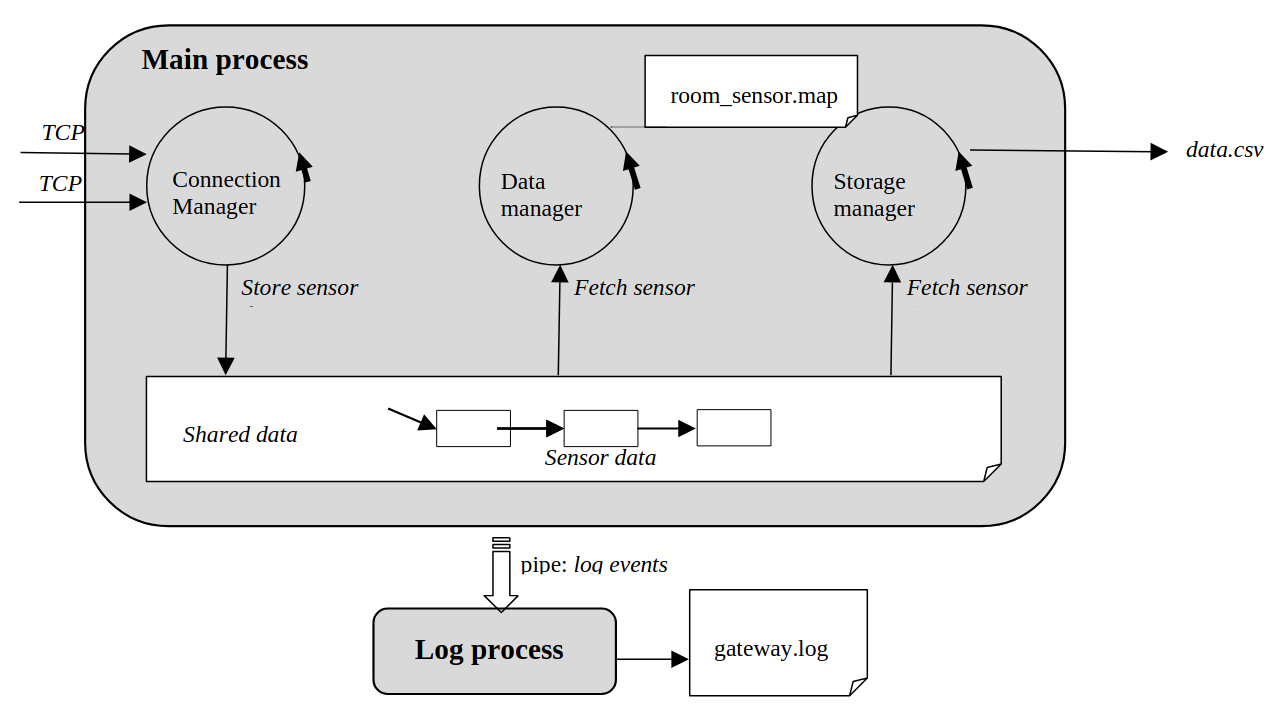 Main process
room_sensor.map
TCP
TCP
Connection
Manager
Data
manager
Storage
manager
data.csv
Store sensor
Fetch sensor
Fetch sensor
Shared data
Sensor data
pipe: log events
Log process
gateway.log